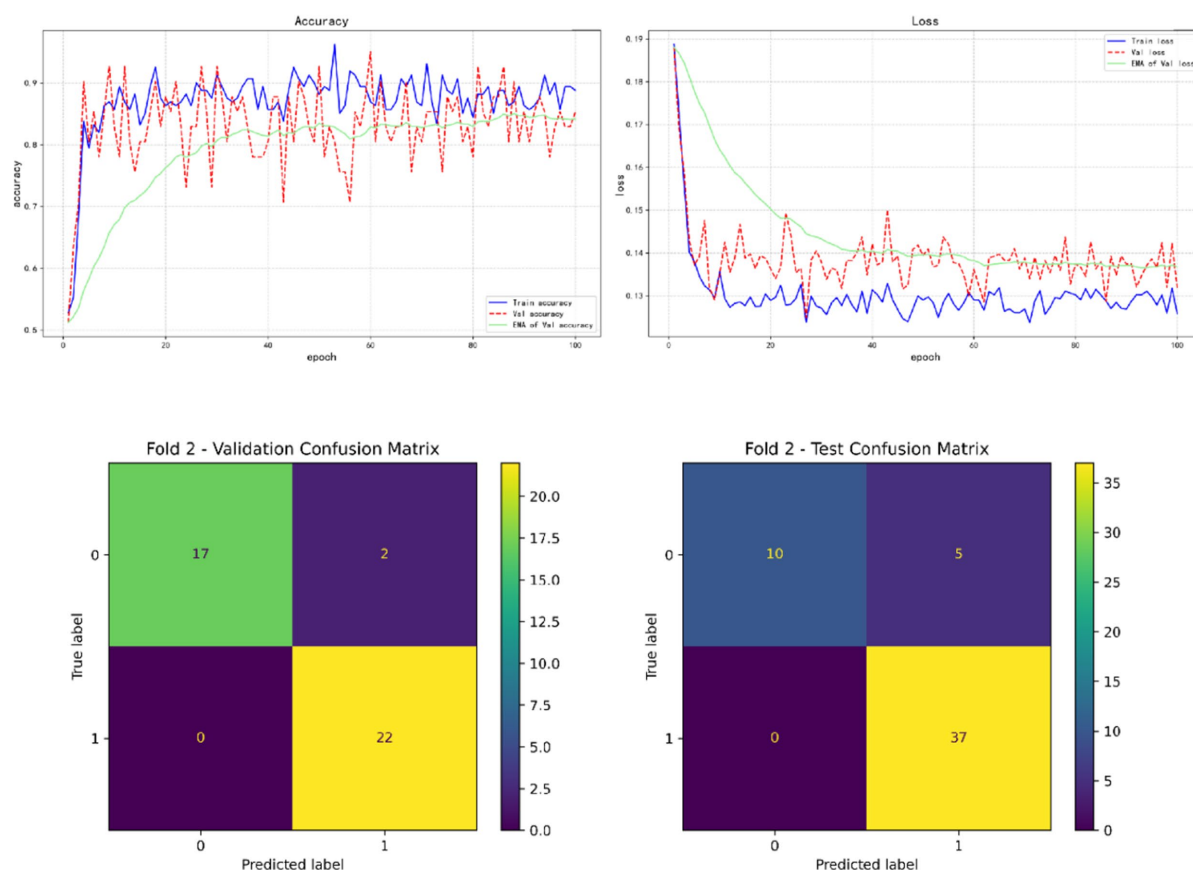 Accuracy
0.9
0.8
0.7
0.6
0.5
accuracy
0 20 40 60 80 100
epoch
Train accuracy
Val accuracy
EMA of Val accuracy
Loss
0.19
0.18
0.17
0.16
0.15
0.14
0.13
loss
0 20 40 60 80 100
epoch
Train loss
Val loss
EMA of Val loss
Fold 2 - Validation Confusion Matrix
True label
0
1
17 2
0 22
0 1
Predicted label
20.0
17.5
15.0
12.5
10.0
7.5
5.0
2.5
0.0
Fold 2 - Test Confusion Matrix
True label
0
1
10 5
0 37
0 1
Predicted label
35
30
25
20
15
10
5
0